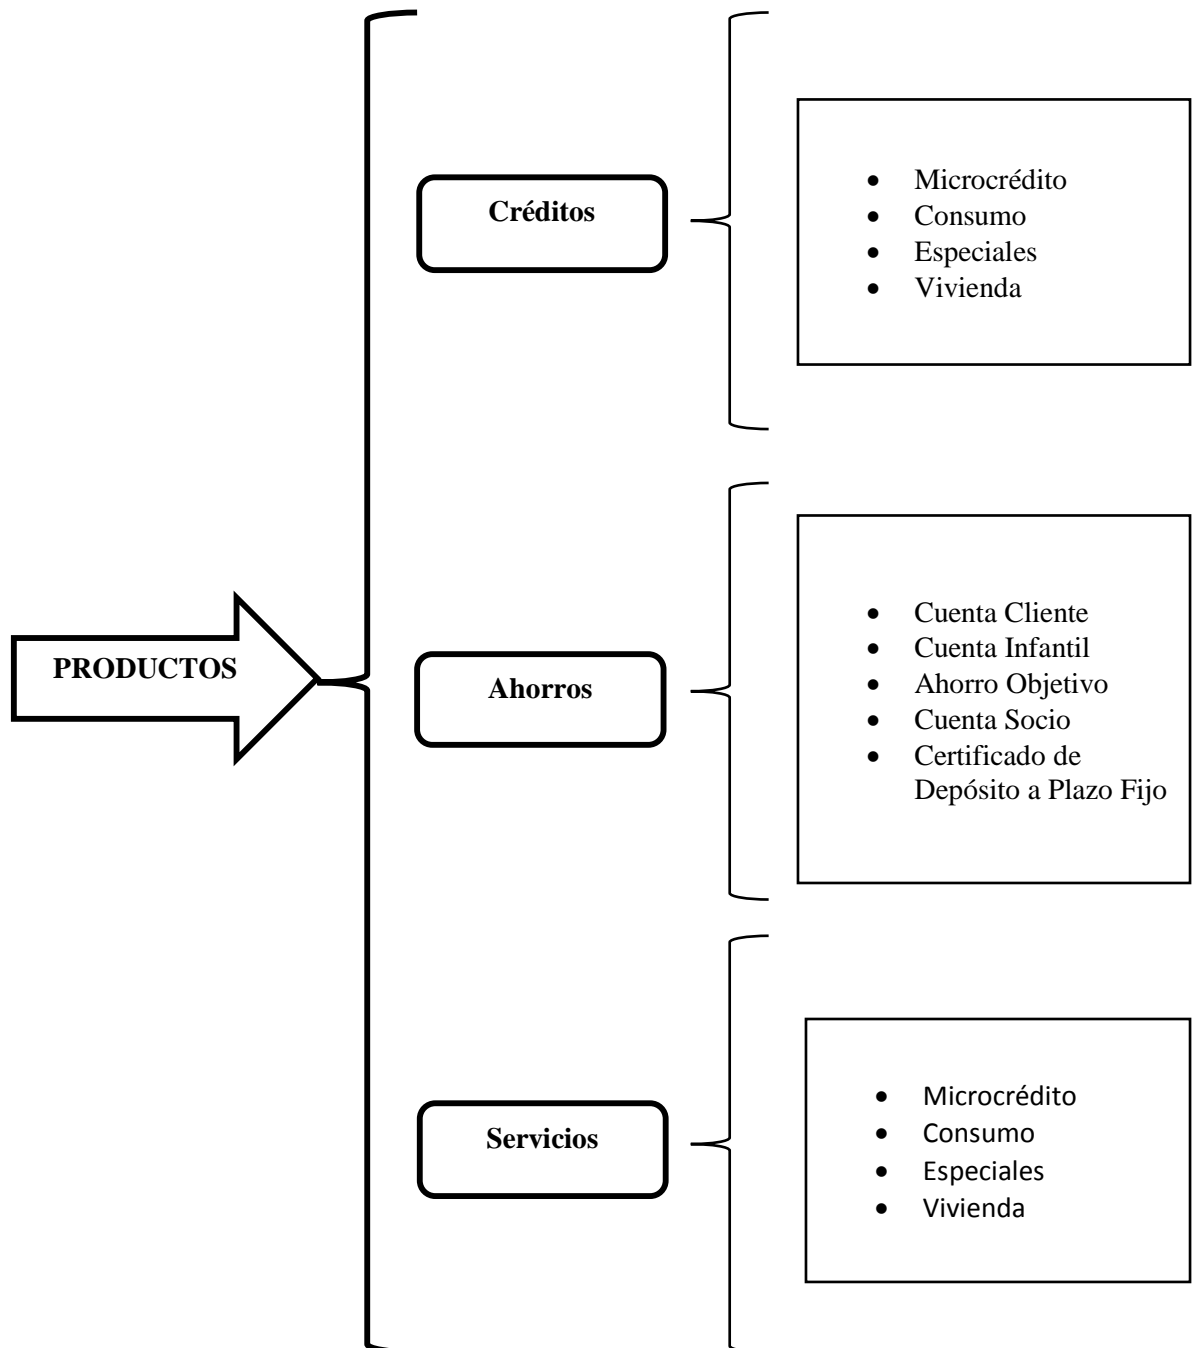 PRODUCTOS
Créditos
• Microcrédito
• Consumo
• Especiales
• Vivienda
Ahorros
• Cuenta Cliente
• Cuenta Infantil
• Ahorro Objetivo
• Cuenta Socio
• Certificado de
Depósito a Plazo Fijo
Servicios
• Microcrédito
• Consumo
• Especiales
• Vivienda